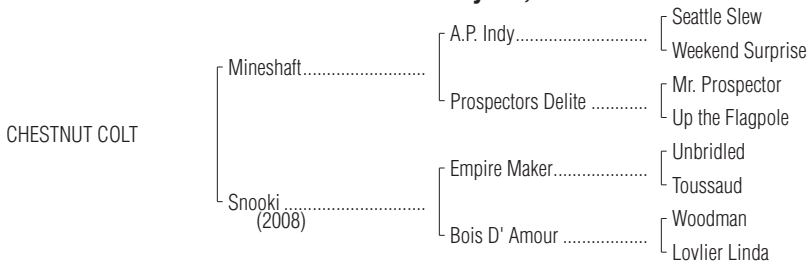 Seattle Slew
A.P. Indy..............................
Weekend Surprise
Mineshaft............................
Mr. Prospector
Prospectors Delite .............
Up the Flagpole
CHESTNUT COLT
Unbridled
Empire Maker.....................
Toussaud
Snooki ................................
(2008)
Woodman
Bois D' Amour ...................
Lovlier Linda